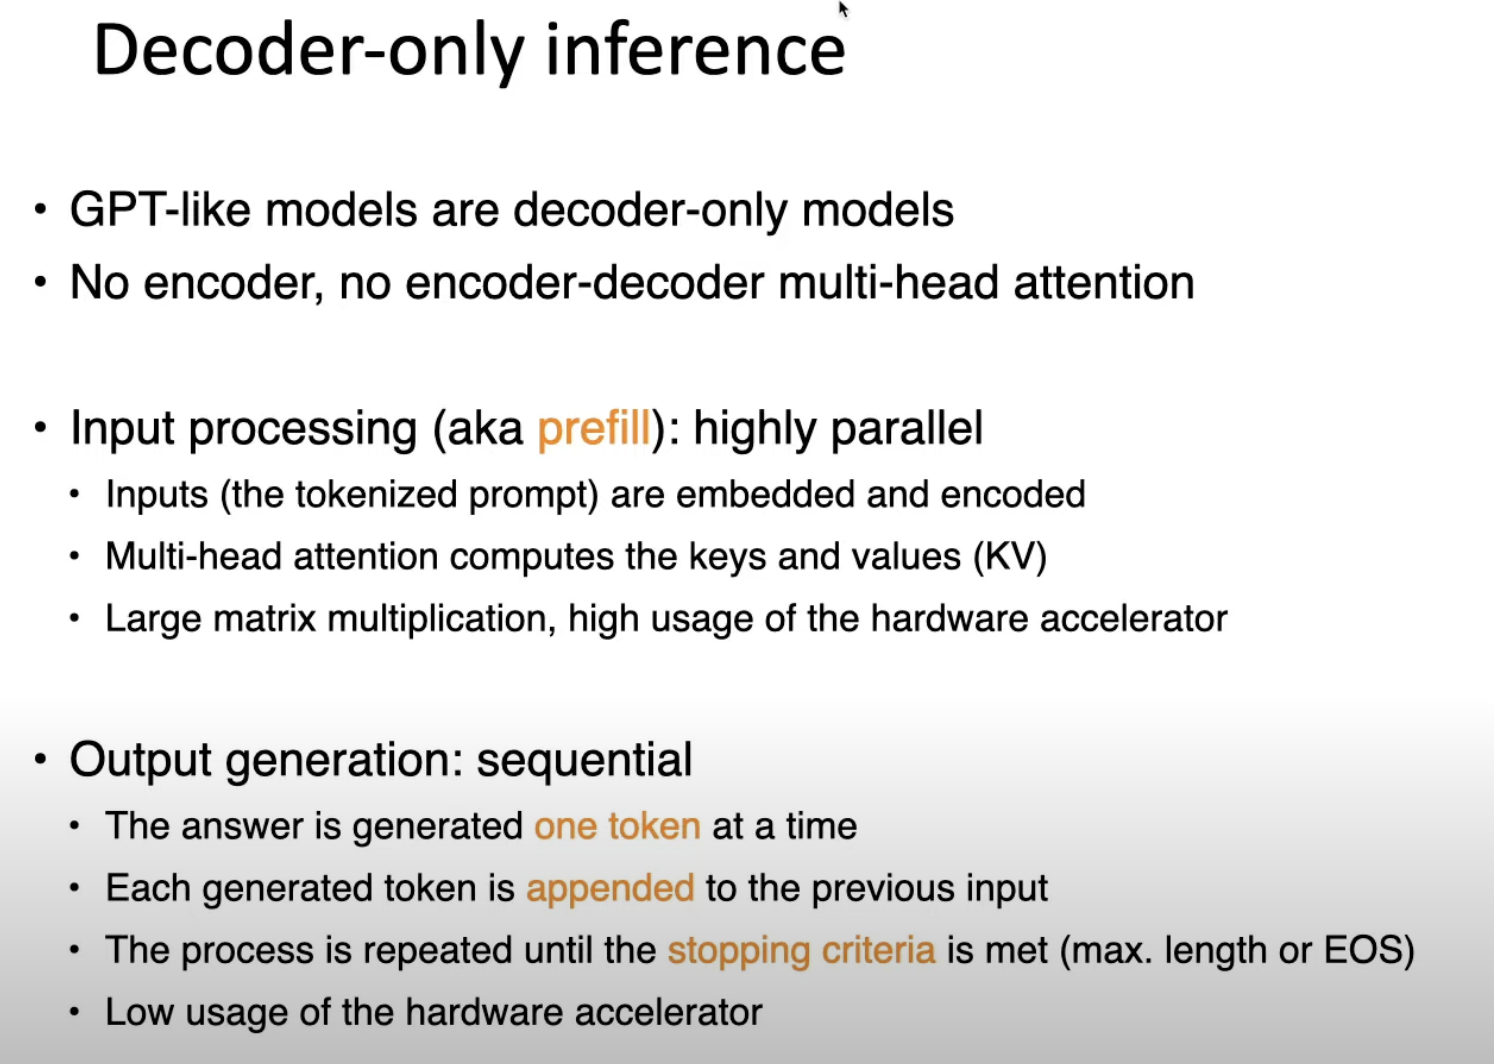 Decoder-only inference
• GPT-like models are decoder-only models
• No encoder, no encoder-decoder multi-head attention
• Input processing (aka prefill): highly parallel
• Inputs (the tokenized prompt) are embedded and encoded
• Multi-head attention computes the keys and values (KV)
• Large matrix multiplication, high usage of the hardware accelerator
• Output generation: sequential
• The answer is generated one token at a time
• Each generated token is appended to the previous input
• The process is repeated until the stopping criteria is met (max. length or EOS)
• Low usage of the hardware accelerator